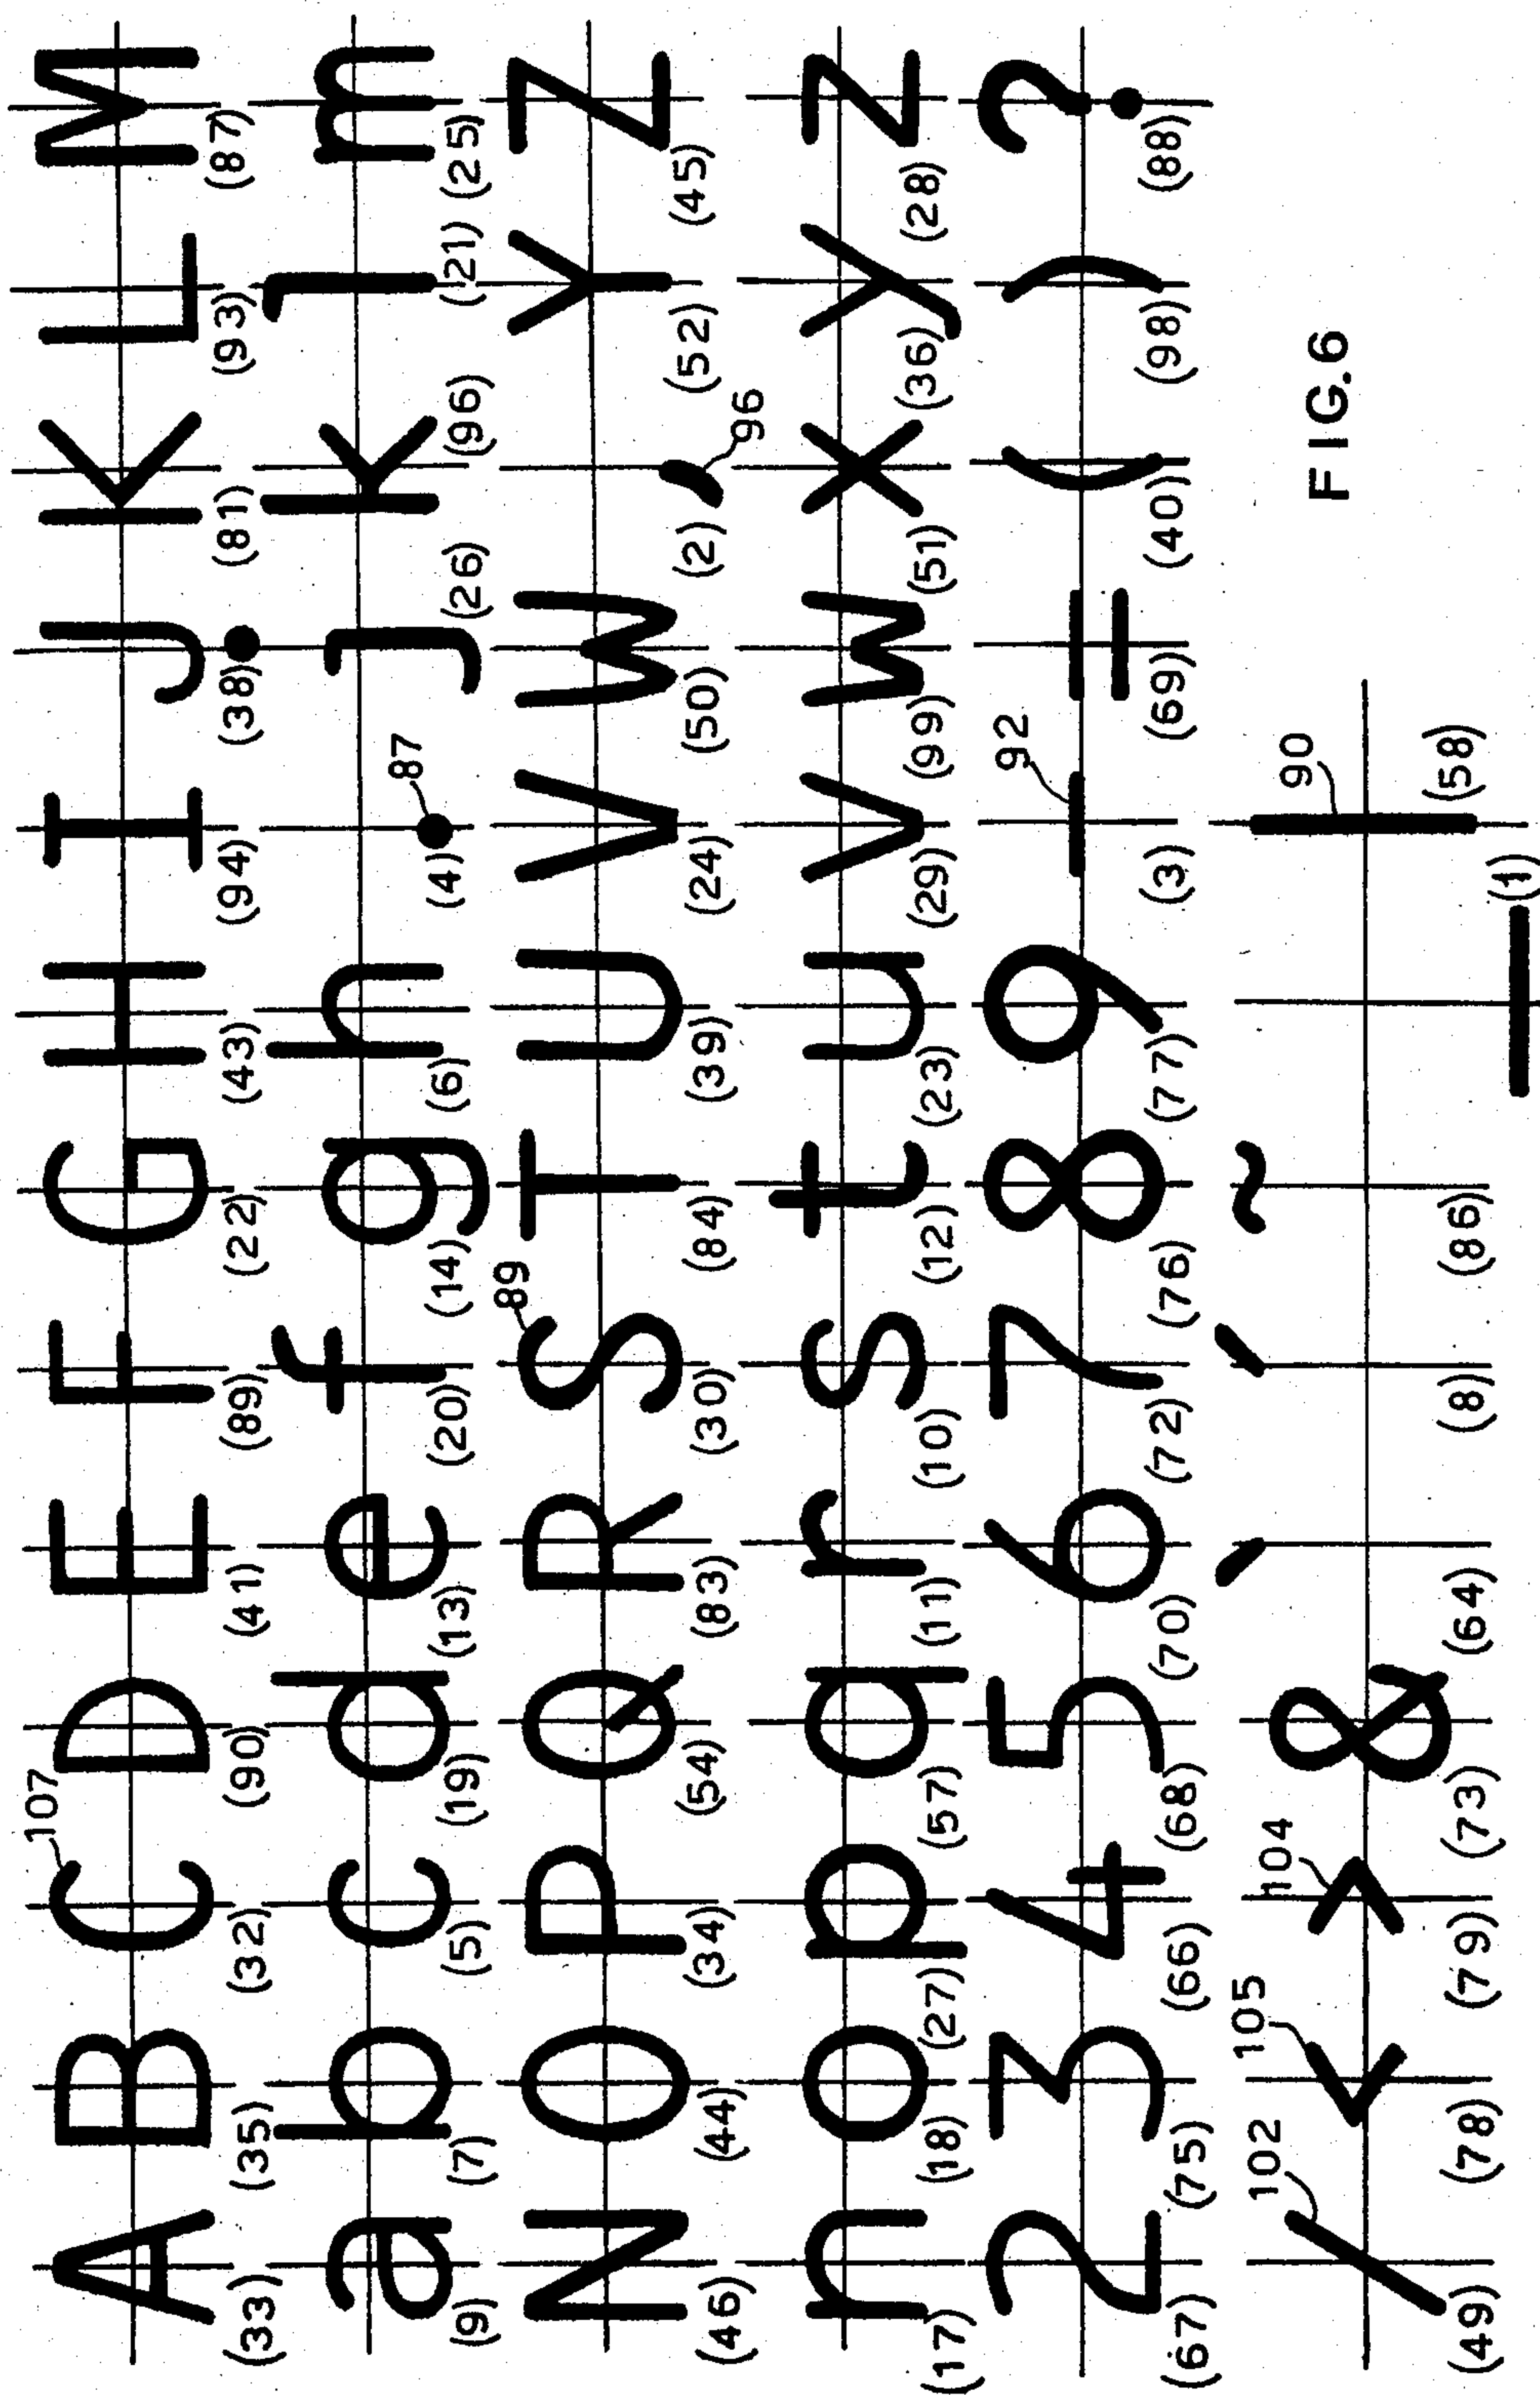 107
A B C D E F G H I J K L M
(33) (35) (32) (90) (41) (89) (22) (43) (94) (38) (81) (93) (87)
87
a b c d e f g h . j k l m
(9) (7) (5) (19) (13) (20) (14) (6) (4) (26) (96) (21) (25)
89
N O P Q R S T U V W , Y Z
(46) (44) (34) (54) (83) (30) (84) (39) (24) (50) (2) 96 (52) (45)
n o p q r s t u v w x y z
(17) (18) (27) (57) (11) (10) (12) (23) (29) (99) (51) (36) (28)
92
2 3 4 5 6 7 8 9 - = ( ) ?
(67) (75) (66) (68) (70) (72) (76) (77) (3) (69) (40) (98) (88)
102 105 104 90
/ < > & ` ´ ~ _ |
(49) (78) (79) (73) (64) (8) (86) (1) (58)
FIG.6